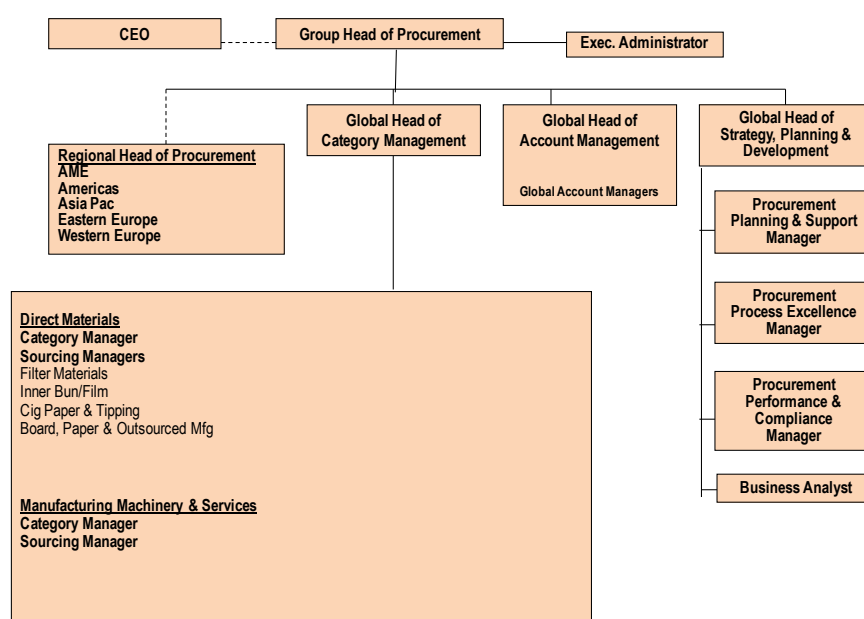 CEO
Group Head of Procurement
Exec. Administrator
Regional Head of Procurement
AME
Americas
Asia Pac
Eastern Europe
Western Europe
Global Head of
Category Management
Global Head of
Account Management
Global Account Managers
Global Head of
Strategy, Planning &
Development
Procurement
Planning & Support
Manager
Procurement
Process Excellence
Manager
Procurement
Performance &
Compliance
Manager
Business Analyst
Direct Materials
Category Manager
Sourcing Managers
Filter Materials
Inner Bun/Film
Cig Paper & Tipping
Board, Paper & Outsourced Mfg
Manufacturing Machinery & Services
Category Manager
Sourcing Manager